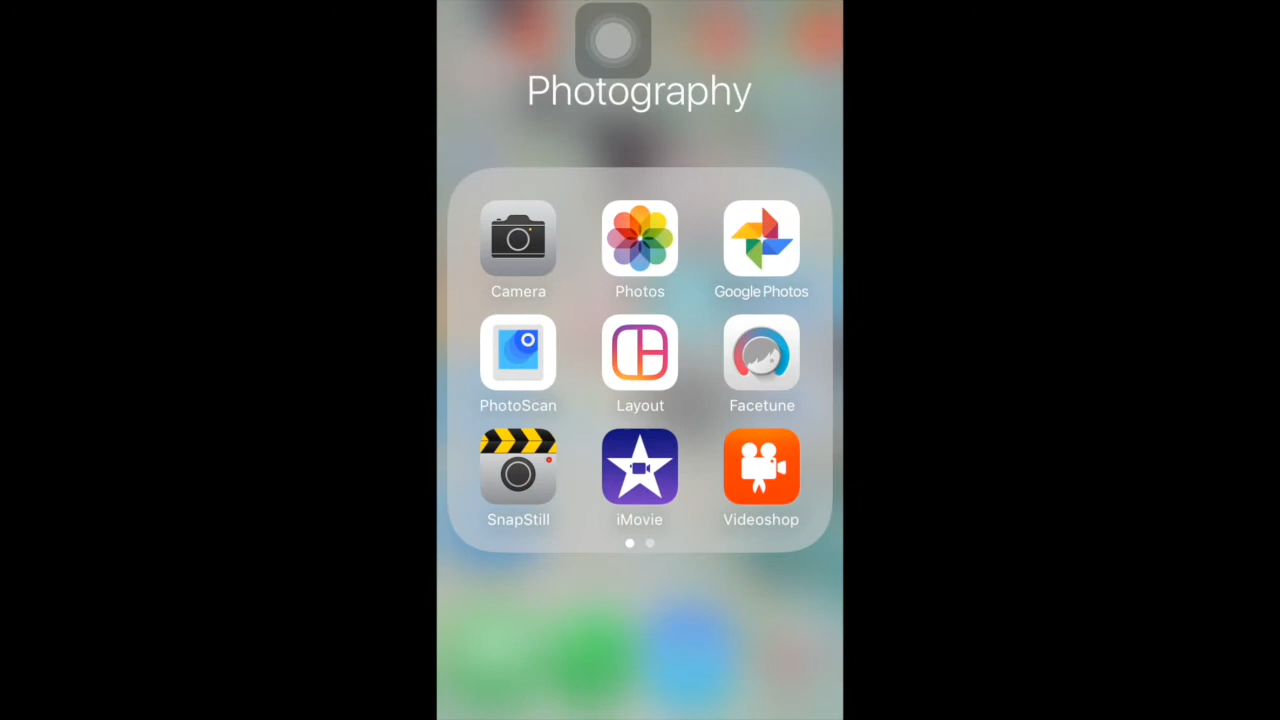 Photography
Camera
Photos
Google Photos
PhotoScan
Layout
Facetune
SnapStill
iMovie
Videoshop